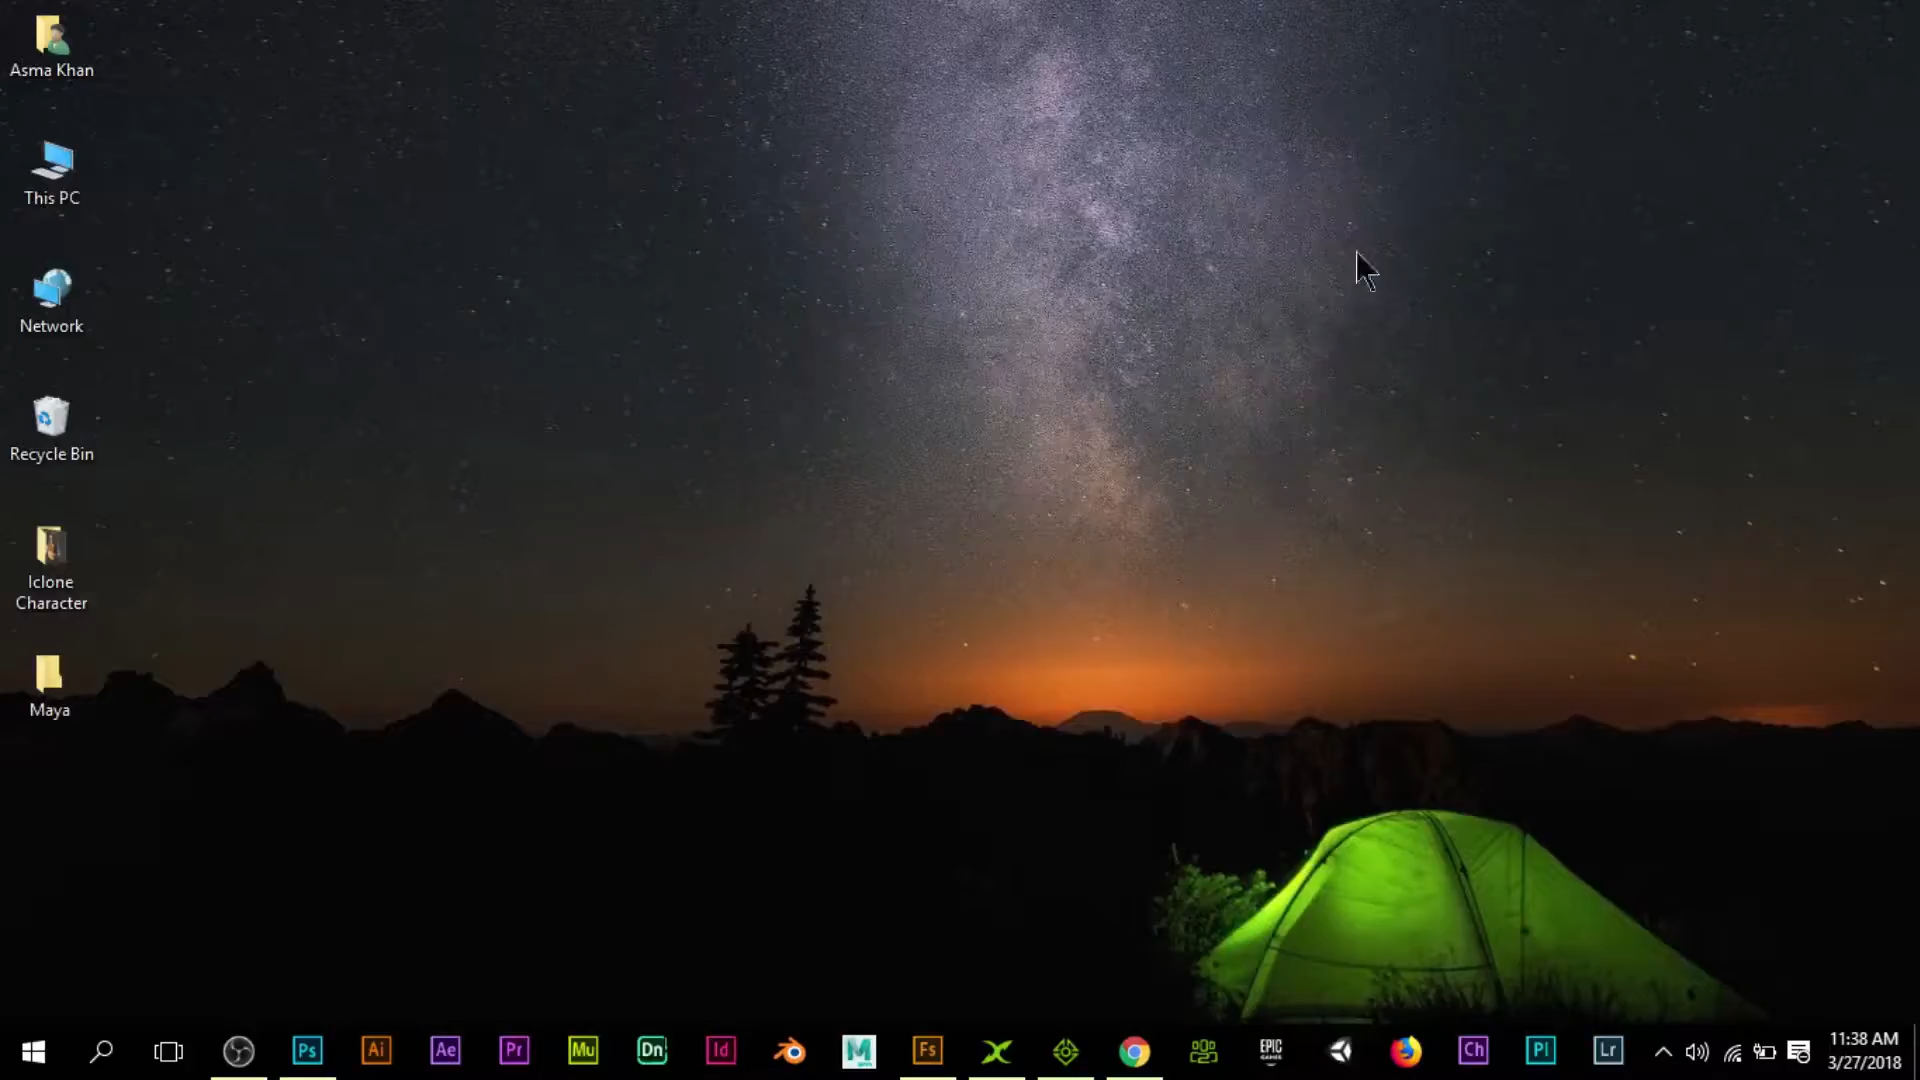 Asma Khan
This PC
Network
Recycle Bin
Iclone
Character
Maya
Ps
Ai
Ae
Pr
Mu
Dn
Id
M
Fs
EPIC
GAMES
Ch
Pl
Lr
11:38 AM
3/27/2018